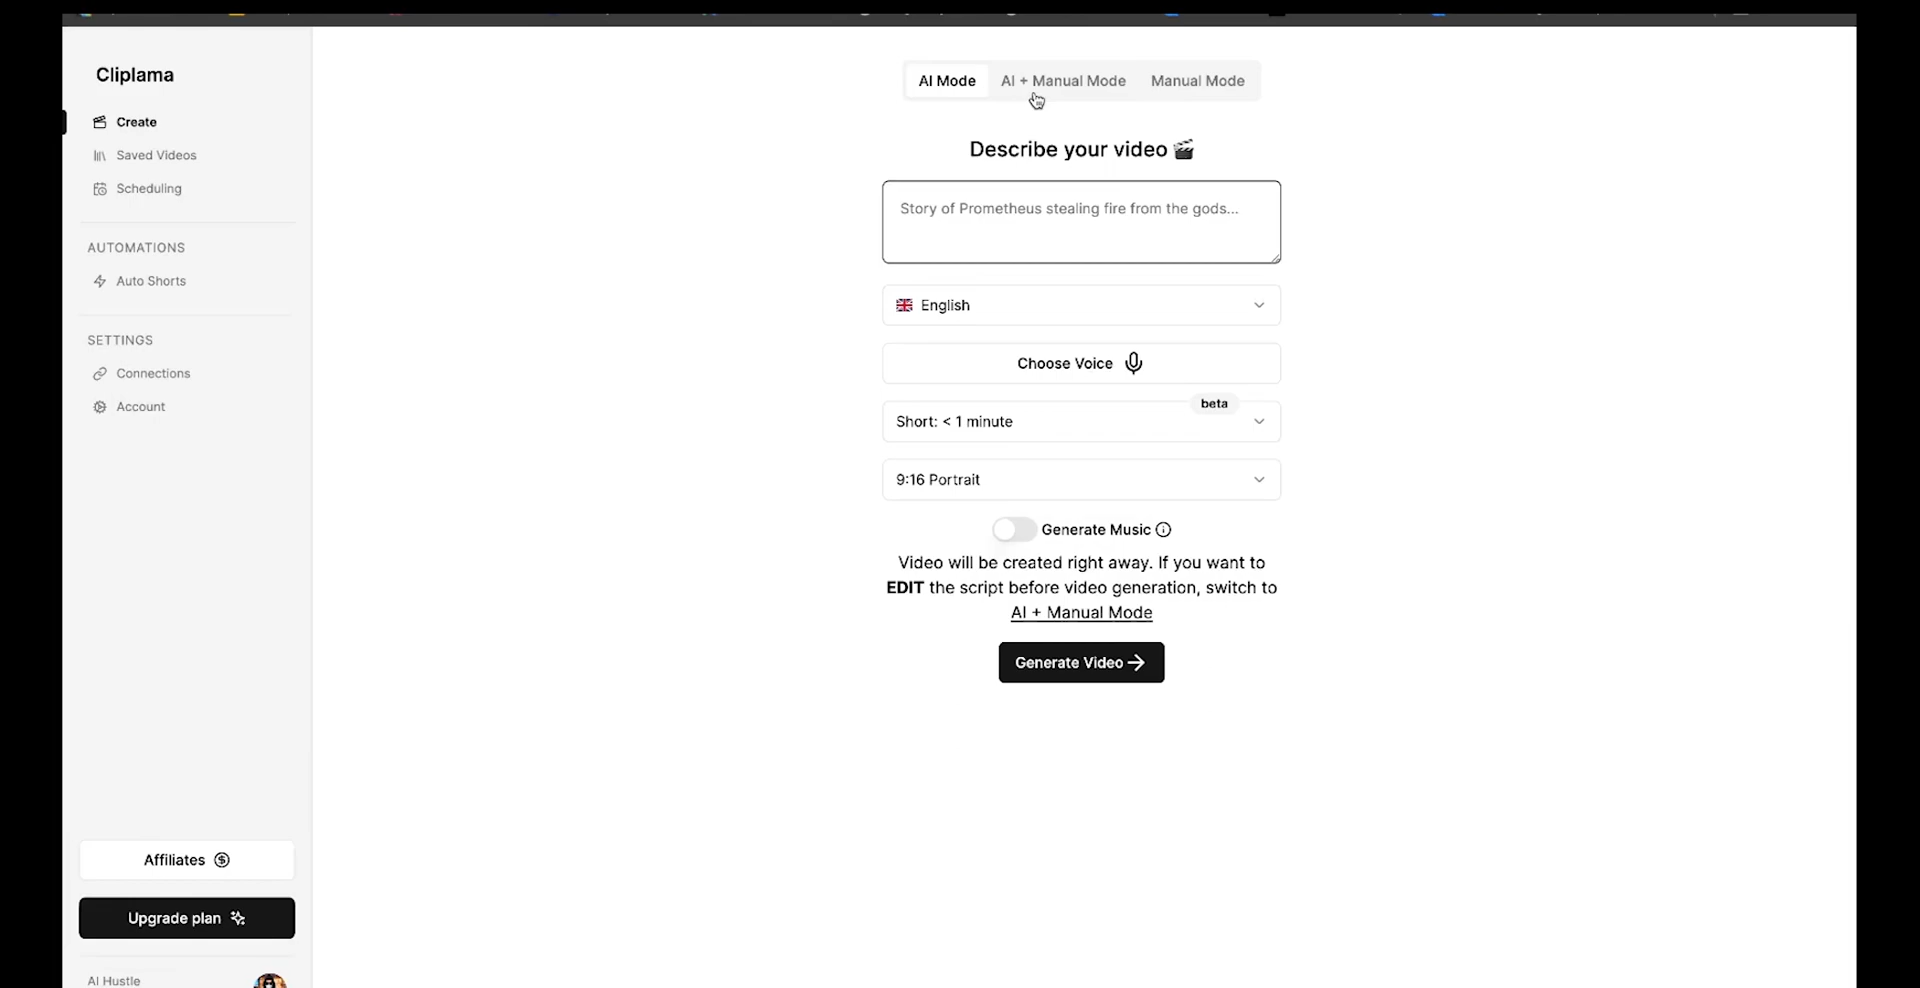 Cliplama
Create
Saved Videos
Scheduling
AUTOMATIONS
Auto Shorts
SETTINGS
Connections
Account
Affiliates
Upgrade plan
AI Hustle
AI Mode
AI + Manual Mode
Manual Mode
Describe your video
Story of Prometheus stealing fire from the gods...
English
Choose Voice
beta
Short: < 1 minute
9:16 Portrait
Generate Music
Video will be created right away. If you want to
EDIT the script before video generation, switch to
AI + Manual Mode
Generate Video